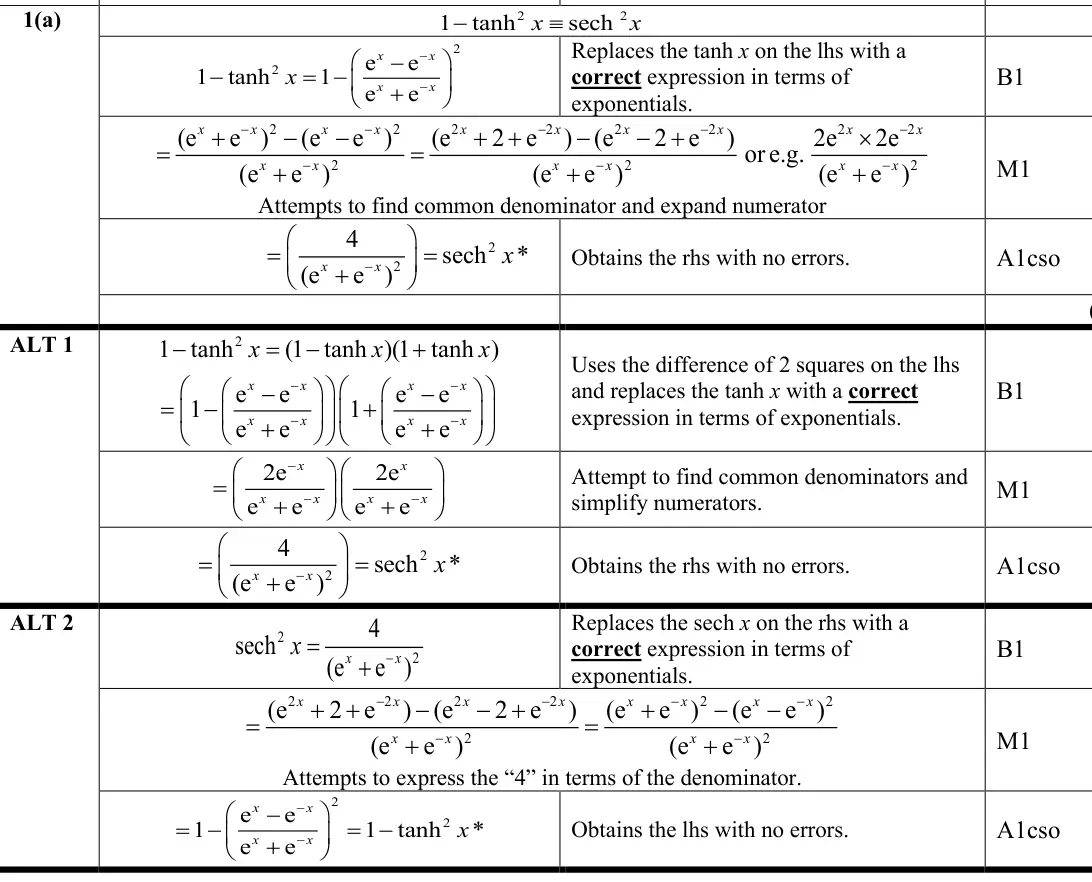 1(a)
1 − tanh² x ≡ sech ²x
1 − tanh² x = 1 − ((eˣ − e⁻ˣ)/(eˣ + e⁻ˣ))²
Replaces the tanh x on the lhs with a
correct expression in terms of
exponentials.
B1
= ((eˣ + e⁻ˣ)² − (eˣ − e⁻ˣ)²)/(eˣ + e⁻ˣ)² = ((e²ˣ + 2 + e⁻²ˣ) − (e²ˣ − 2 + e⁻²ˣ))/(eˣ + e⁻ˣ)² or e.g. (2e²ˣ × 2e⁻²ˣ)/(eˣ + e⁻ˣ)²
Attempts to find common denominator and expand numerator
M1
= (4/(eˣ + e⁻ˣ)²) = sech² x *
Obtains the rhs with no errors.
A1cso
ALT 1
1 − tanh² x = (1 − tanh x)(1 + tanh x)
= (1 − ((eˣ − e⁻ˣ)/(eˣ + e⁻ˣ)))(1 + ((eˣ − e⁻ˣ)/(eˣ + e⁻ˣ)))
Uses the difference of 2 squares on the lhs
and replaces the tanh x with a correct
expression in terms of exponentials.
B1
= (2e⁻ˣ/(eˣ + e⁻ˣ))(2eˣ/(eˣ + e⁻ˣ))
Attempt to find common denominators and
simplify numerators.
M1
= (4/(eˣ + e⁻ˣ)²) = sech² x *
Obtains the rhs with no errors.
A1cso
ALT 2
sech² x = 4/(eˣ + e⁻ˣ)²
Replaces the sech x on the rhs with a
correct expression in terms of
exponentials.
B1
= ((e²ˣ + 2 + e⁻²ˣ) − (e²ˣ − 2 + e⁻²ˣ))/(eˣ + e⁻ˣ)² = ((eˣ + e⁻ˣ)² − (eˣ − e⁻ˣ)²)/(eˣ + e⁻ˣ)²
Attempts to express the “4” in terms of the denominator.
M1
= 1 − ((eˣ − e⁻ˣ)/(eˣ + e⁻ˣ))² = 1 − tanh² x *
Obtains the lhs with no errors.
A1cso